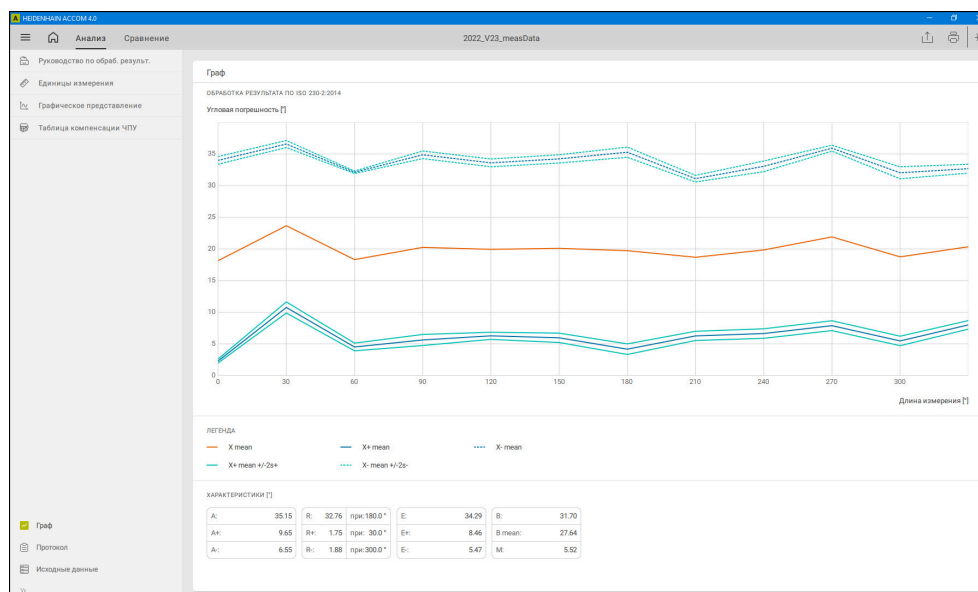 HEIDENHAIN ACCOM 4.0
Анализ Сравнение 2022_V23_measData
Руководство по обраб. результ.
Единицы измерения
Графическое представление
Таблица компенсации ЧПУ
Граф
ОБРАБОТКА РЕЗУЛЬТАТА ПО ISO 230-2:2014
Угловая погрешность ["]
35
30
25
20
15
10
5
0
0 30 60 90 120 150 180 210 240 270 300
Длина измерения [°]
ЛЕГЕНДА
X mean X+ mean X- mean
X+ mean +/-2s+ X- mean +/-2s-
ХАРАКТЕРИСТИКИ ["]
A: 35.15 R: 32.76 при:180.0 ° E: 34.29 B: 31.70
A+: 9.65 R+: 1.75 при: 30.0 ° E+: 8.46 B mean: 27.64
A-: 6.55 R-: 1.88 при:300.0 ° E-: 5.47 M: 5.52
Граф
Протокол
Исходные данные